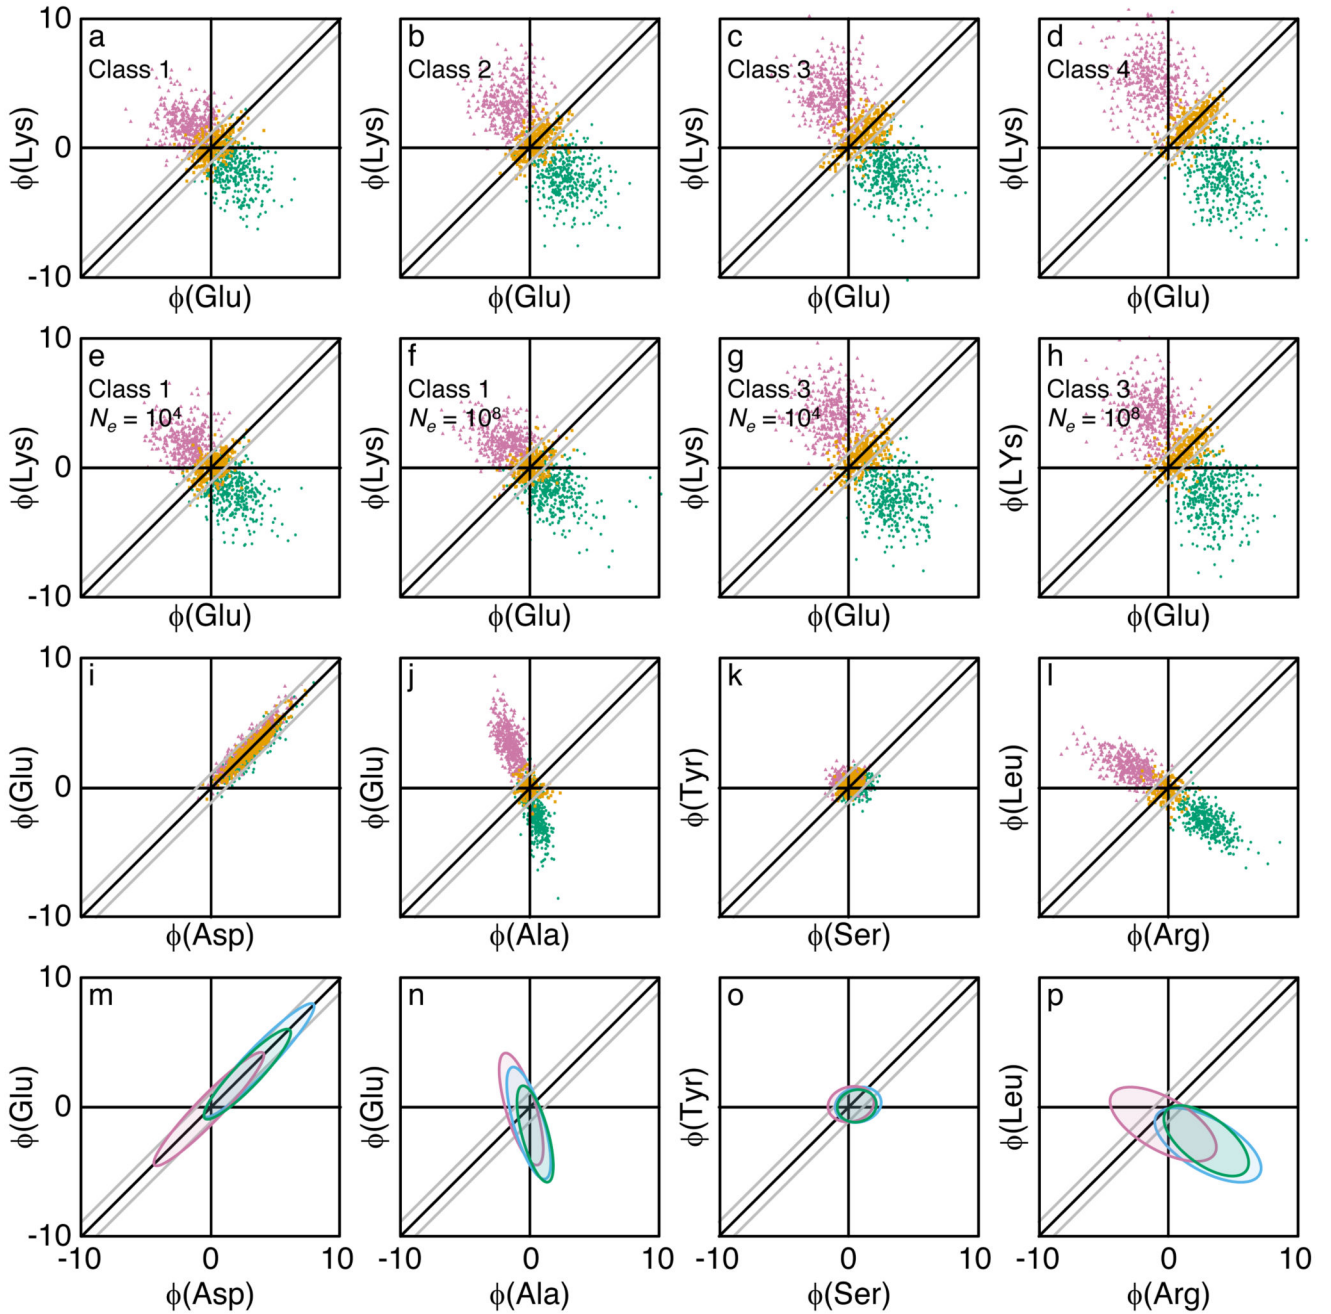 10 a b c d
Class 1 Class 2 Class 3 Class 4
ϕ(Lys) ϕ(Lys) ϕ(Lys) ϕ(Lys)
0
-10
ϕ(Glu) ϕ(Glu) ϕ(Glu) ϕ(Glu)
10 e f g h
Class 1 Class 1 Class 3 Class 3
Ne = 10⁴ Ne = 10⁸ Ne = 10⁴ Ne = 10⁸
ϕ(Lys) ϕ(Lys) ϕ(Lys) ϕ(LYs)
0
-10
ϕ(Glu) ϕ(Glu) ϕ(Glu) ϕ(Glu)
10 i j k l
ϕ(Glu) ϕ(Glu) ϕ(Tyr) ϕ(Leu)
0
-10
ϕ(Asp) ϕ(Ala) ϕ(Ser) ϕ(Arg)
10 m n o p
ϕ(Glu) ϕ(Glu) ϕ(Tyr) ϕ(Leu)
0
-10
-10 0 10 -10 0 10 -10 0 10 -10 0 10
ϕ(Asp) ϕ(Ala) ϕ(Ser) ϕ(Arg)